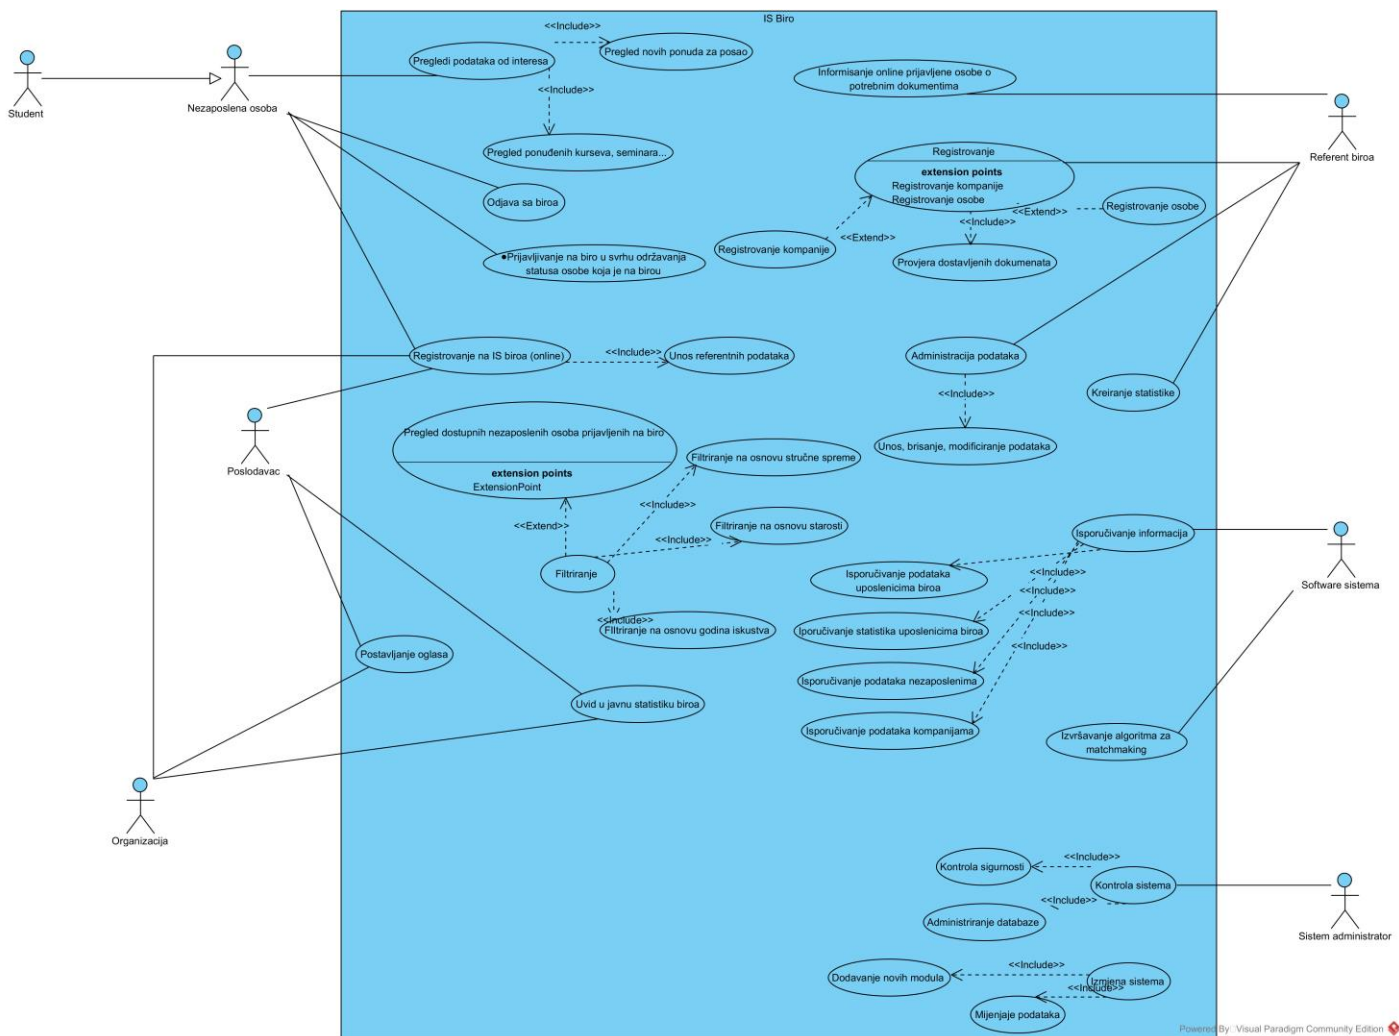 IS Biro
<<Include>>
Pregledi podataka od interesa
Pregled novih ponuda za posao
<<Include>>
Pregled ponuđenih kurseva, seminara...
Informisanje online prijavljene osobe o
potrebnim dokumentima
Student
Nezaposlena osoba
Referent biroa
Registrovanje
extension points
Registrovanje kompanije
Registrovanje osobe
<<Extend>>
Registrovanje osobe
<<Include>>
Odjava sa biroa
Registrovanje kompanije
<<Extend>>
Provjera dostavljenih dokumenata
●Prijavljivanje na biro u svrhu održavanja
statusa osobe koja je na birou
Registrovanje na IS biroa (online)
<<Include>>
Unos referentnih podataka
Administracija podataka
<<Include>>
Kreiranje statistike
Unos, brisanje, modificiranje podataka
Poslodavac
Pregled dostupnih nezaposlenih osoba prijavljenih na biro
extension points
ExtensionPoint
<<Extend>>
Filtriranje
<<Include>>
Filtriranje na osnovu stručne spreme
<<Include>>
Filtriranje na osnovu starosti
<<Include>>
FIltriranje na osnovu godina iskustva
Isporučivanje informacija
Software sistema
<<Include>>
Isporučivanje podataka
uposlenicima biroa
<<Include>>
Iporučivanje statistika uposlenicima biroa
<<Include>>
<<Include>>
Isporučivanje podataka nezaposlenima
Isporučivanje podataka kompanijama
Izvršavanje algoritma za
matchmaking
Postavljanje oglasa
Uvid u javnu statistiku biroa
Organizacija
Kontrola sigurnosti
<<Include>>
Kontrola sistema
<<Include>>
Administriranje databaze
Sistem administrator
Dodavanje novih modula
<<Include>>
Izmjena sistema
<<Include>>
Mijenjaje podataka
Powered By: Visual Paradigm Community Edition